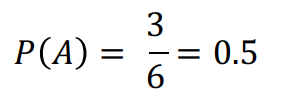 P(A) = 3/6 = 0.5